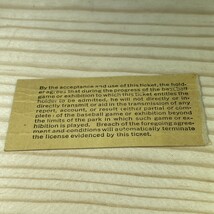 By the acceptance and use of this ticket, the hold-
er agrees that during the progress of the baseball
game or exhibition to which this ticket entitles the
holder to be admitted, he will not directly or im-
directly transmit or aid in the transmission of any
report, account, or result (either partial or com-
plete) of the baseball game or exhibition beyond
the limits of the park in which such game or ex-
hibition is played. Breach of the foregoing agree-
ment and conditions will automatically terminate
the license evidenced by this ticket.